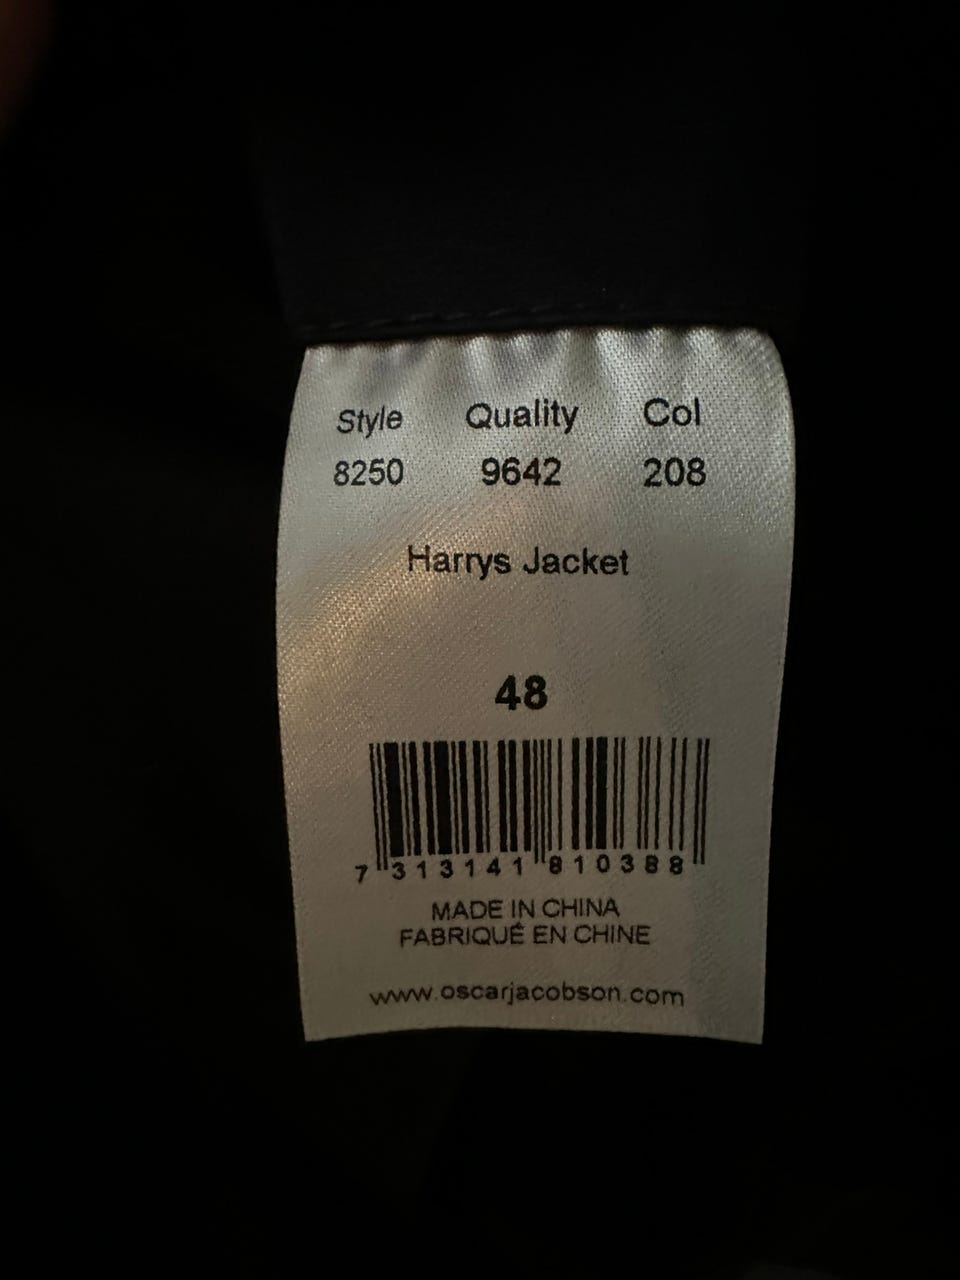 Style Quality Col
8250 9642 208
Harrys Jacket
48
7 313141 810388
MADE IN CHINA
FABRIQUÉ EN CHINE
www.oscarjacobson.com